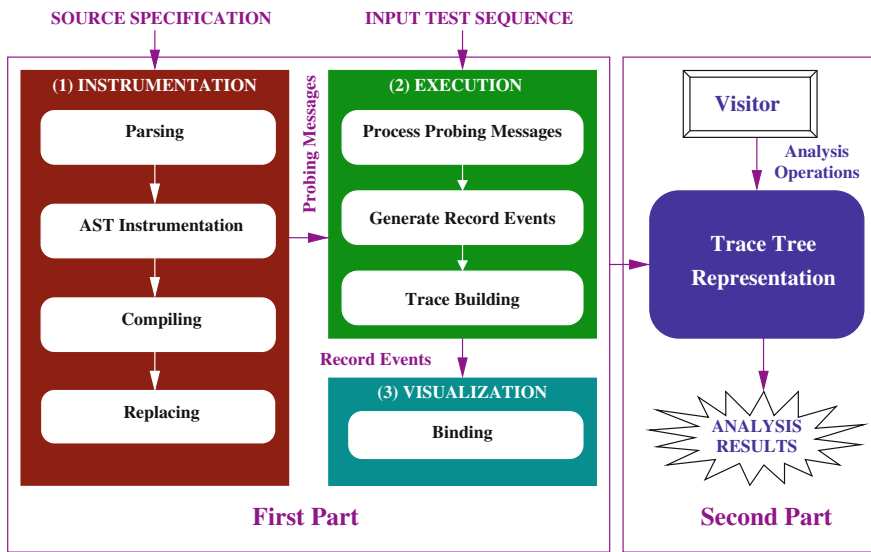 SOURCE SPECIFICATION
INPUT TEST SEQUENCE
(1) INSTRUMENTATION
Parsing
AST Instrumentation
Compiling
Replacing
Probing Messages
(2) EXECUTION
Process Probing Messages
Generate Record Events
Trace Building
Record Events
(3) VISUALIZATION
Binding
First Part
Visitor
Analysis
Operations
Trace Tree
Representation
ANALYSIS
RESULTS
Second Part